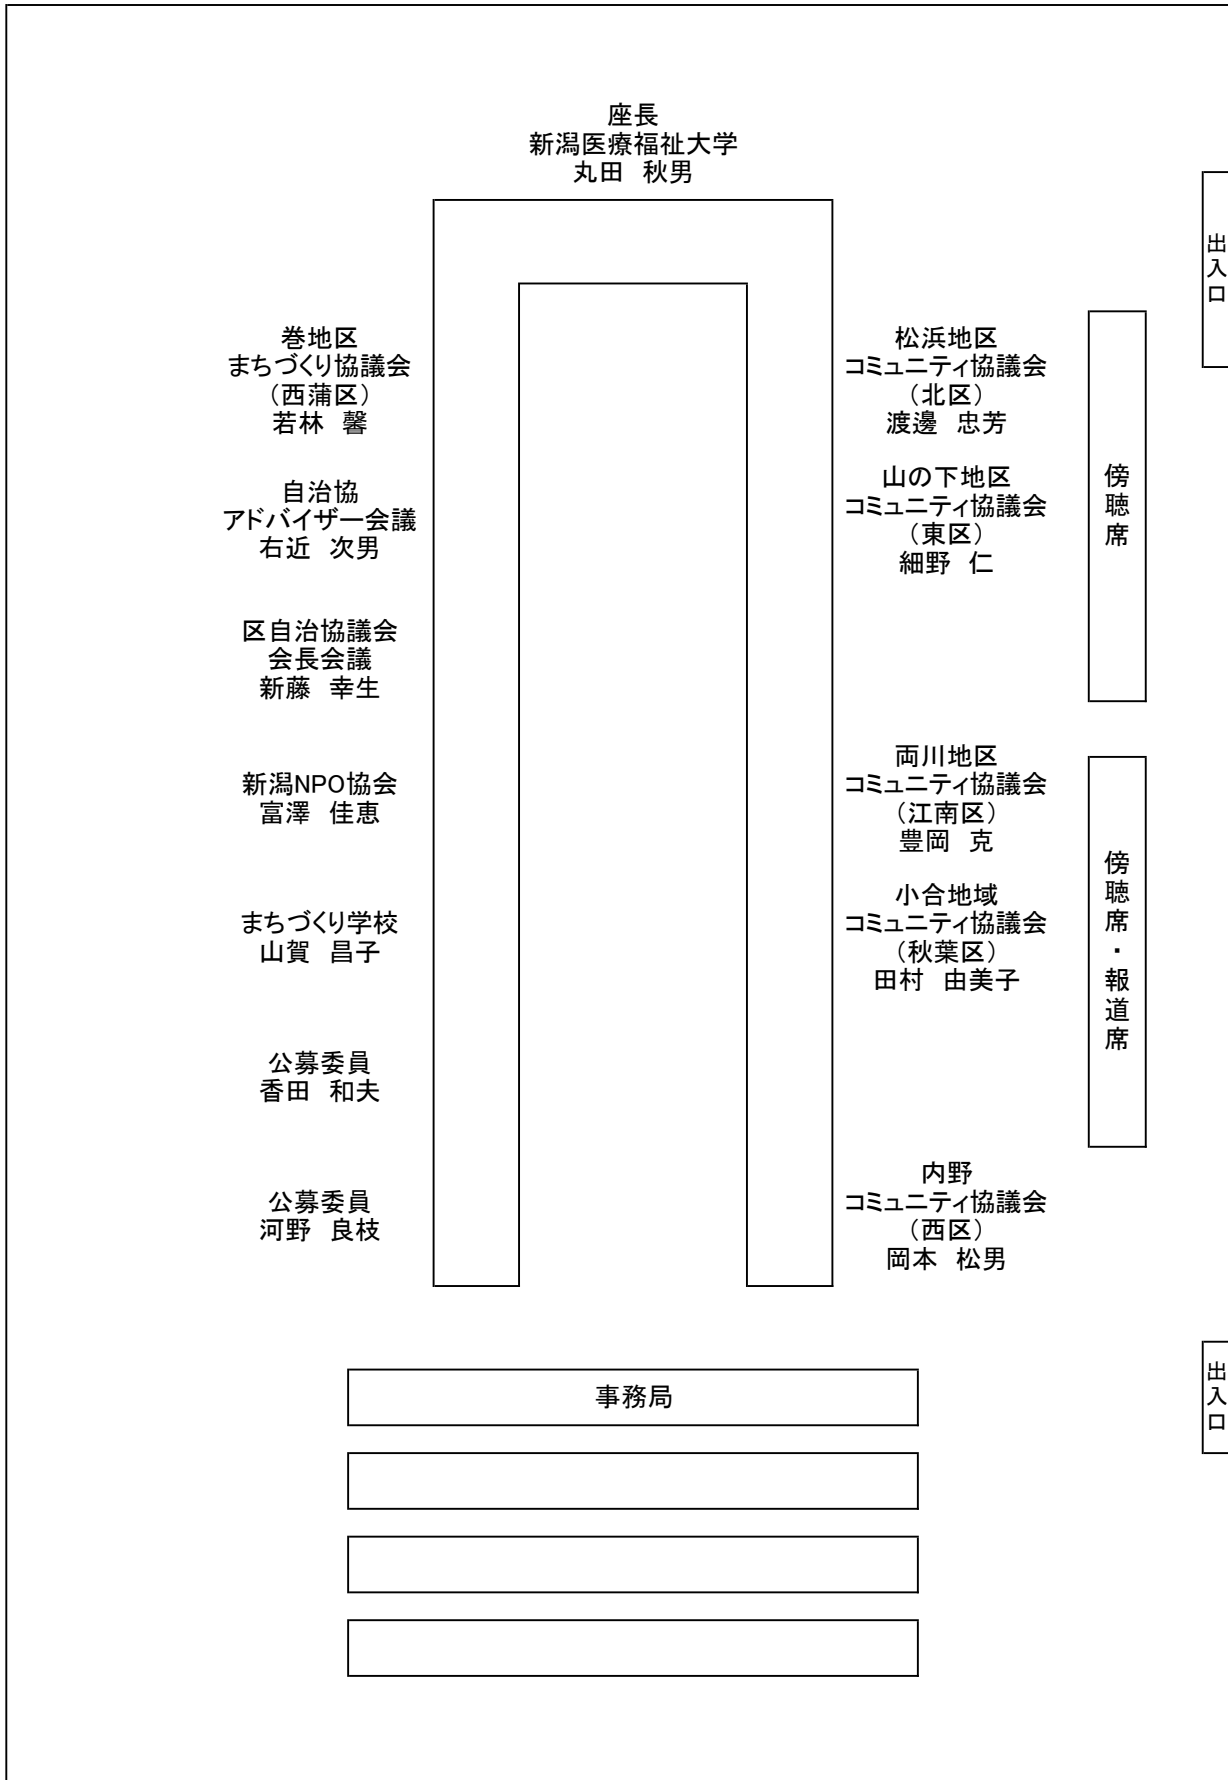 座長
新潟医療福祉大学
丸田　秋男
出入口
巻地区
まちづくり協議会
（西蒲区）
若林　馨
自治協
アドバイザー会議
右近　次男
区自治協議会
会長会議
新藤　幸生
新潟NPO協会
富澤　佳恵
まちづくり学校
山賀　昌子
公募委員
香田　和夫
公募委員
河野　良枝
松浜地区
コミュニティ協議会
（北区）
渡邊　忠芳
山の下地区
コミュニティ協議会
（東区）
細野　仁
両川地区
コミュニティ協議会
（江南区）
豊岡　克
小合地域
コミュニティ協議会
（秋葉区）
田村　由美子
内野
コミュニティ協議会
（西区）
岡本　松男
傍聴席
傍聴席・報道席
出入口
事務局